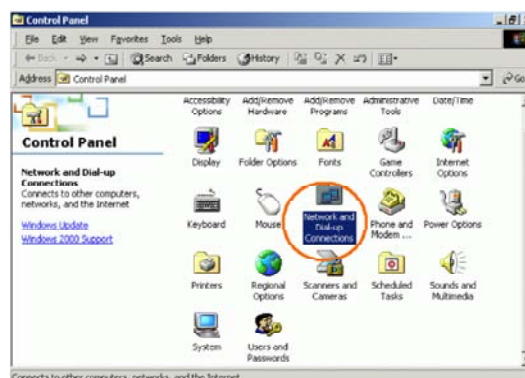 Control Panel
File Edit View Favorites Tools Help
Back Search Folders History
Address Control Panel Go
Control Panel
Network and Dial-up
Connections
Connects to other computers,
networks, and the Internet
Windows Update
Windows 2000 Support
Accessibility Options
Add/Remove Hardware
Add/Remove Programs
Administrative Tools
Date/Time
Display
Folder Options
Fonts
Game Controllers
Internet Options
Keyboard
Mouse
Network and Dial-up Connections
Phone and Modem ...
Power Options
Printers
Regional Options
Scanners and Cameras
Scheduled Tasks
Sounds and Multimedia
System
Users and Passwords
Connects to other computers, networks, and the Internet